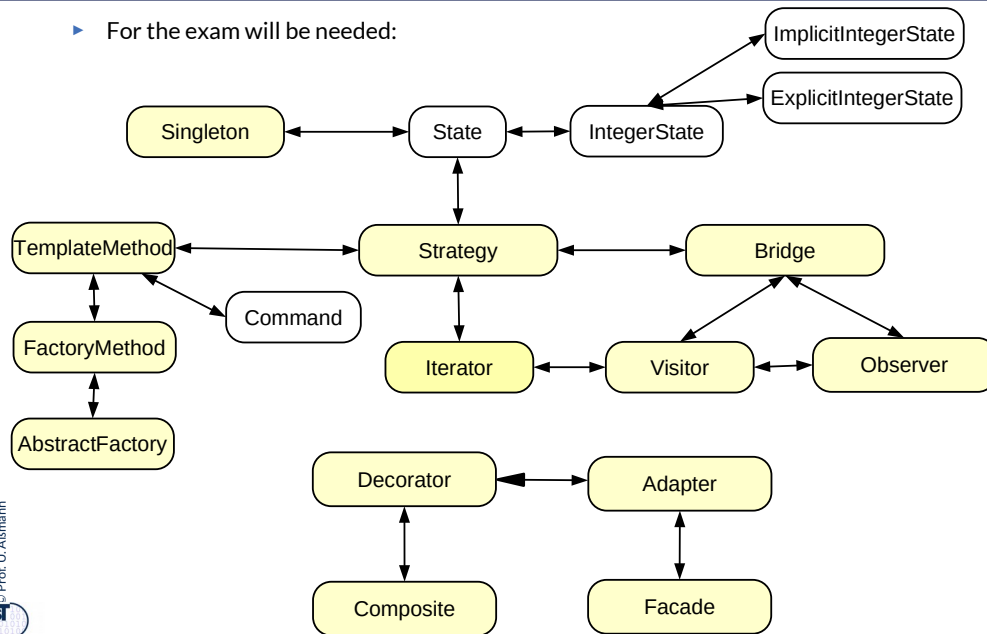 ► For the exam will be needed:
ImplicitIntegerState
ExplicitIntegerState
Singleton
State
IntegerState
TemplateMethod
Strategy
Bridge
Command
FactoryMethod
Iterator
Visitor
Observer
AbstractFactory
Decorator
Adapter
Composite
Facade
© Prof. U. Aßmann